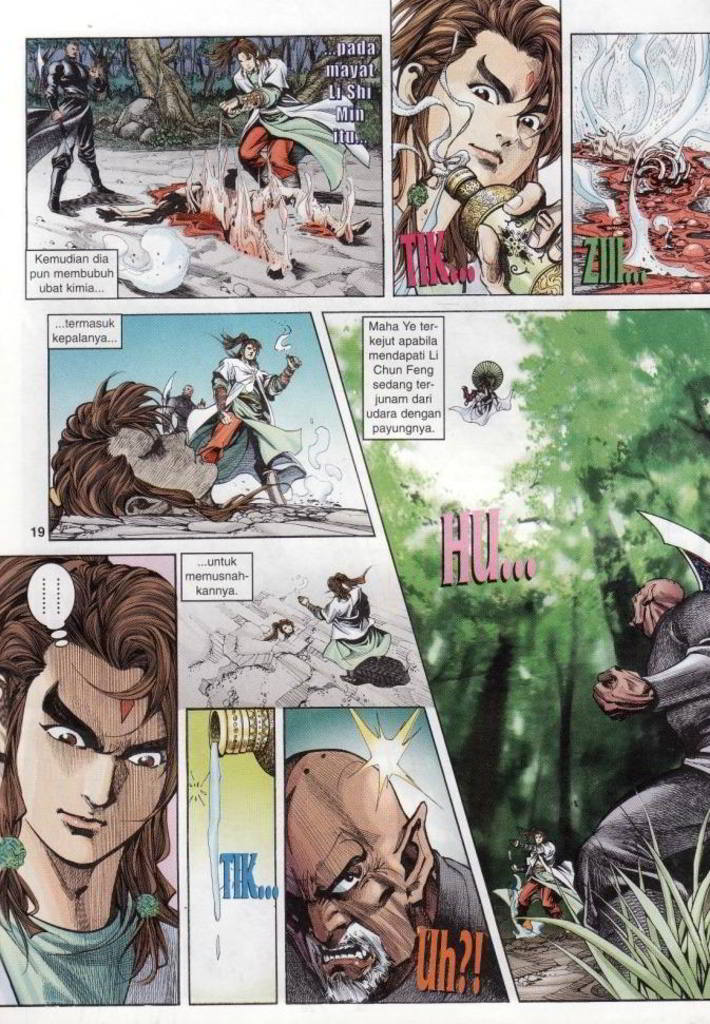 ...pada
mayat
Li Shi
Min
itu...
Kemudian dia
pun membubuh
ubat kimia...
TIK...
ZIII...
...termasuk
kepalanya...
Maha Ye ter-
kejut apabila
mendapati Li
Chun Feng
sedang ter-
junam dari
udara dengan
payungnya.
HU...
19
...untuk
memusnah-
kannya.
TIK...
Uh?!